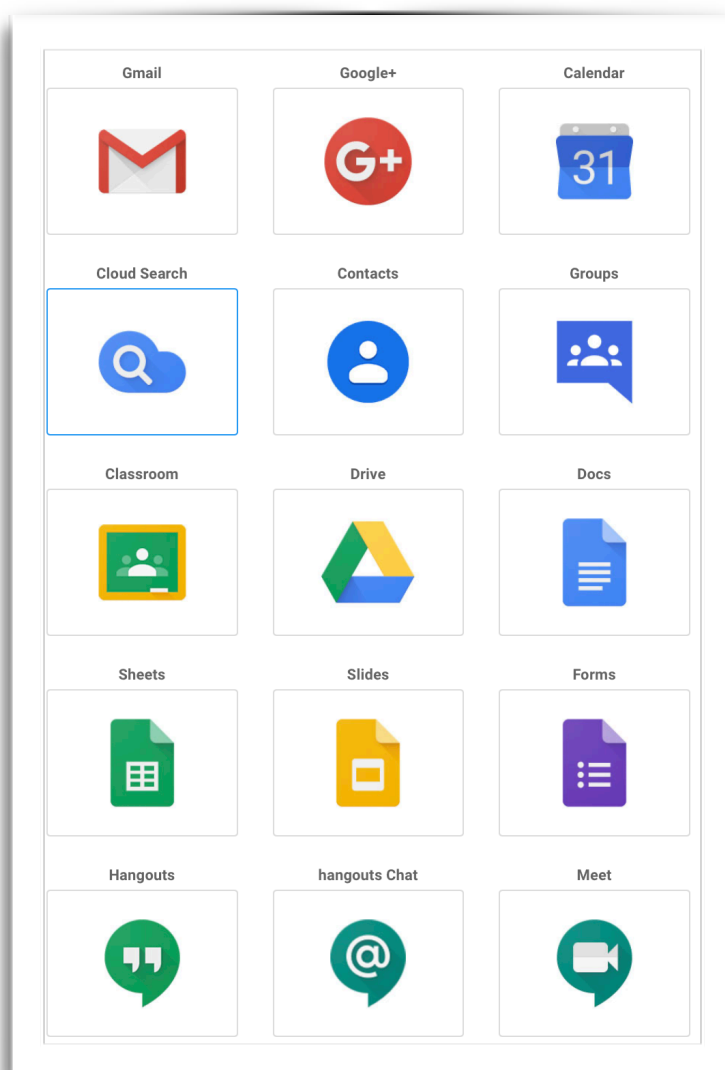 Gmail Google+ Calendar
G+ 31
Cloud Search Contacts Groups
Classroom Drive Docs
Sheets Slides Forms
Hangouts hangouts Chat Meet
@